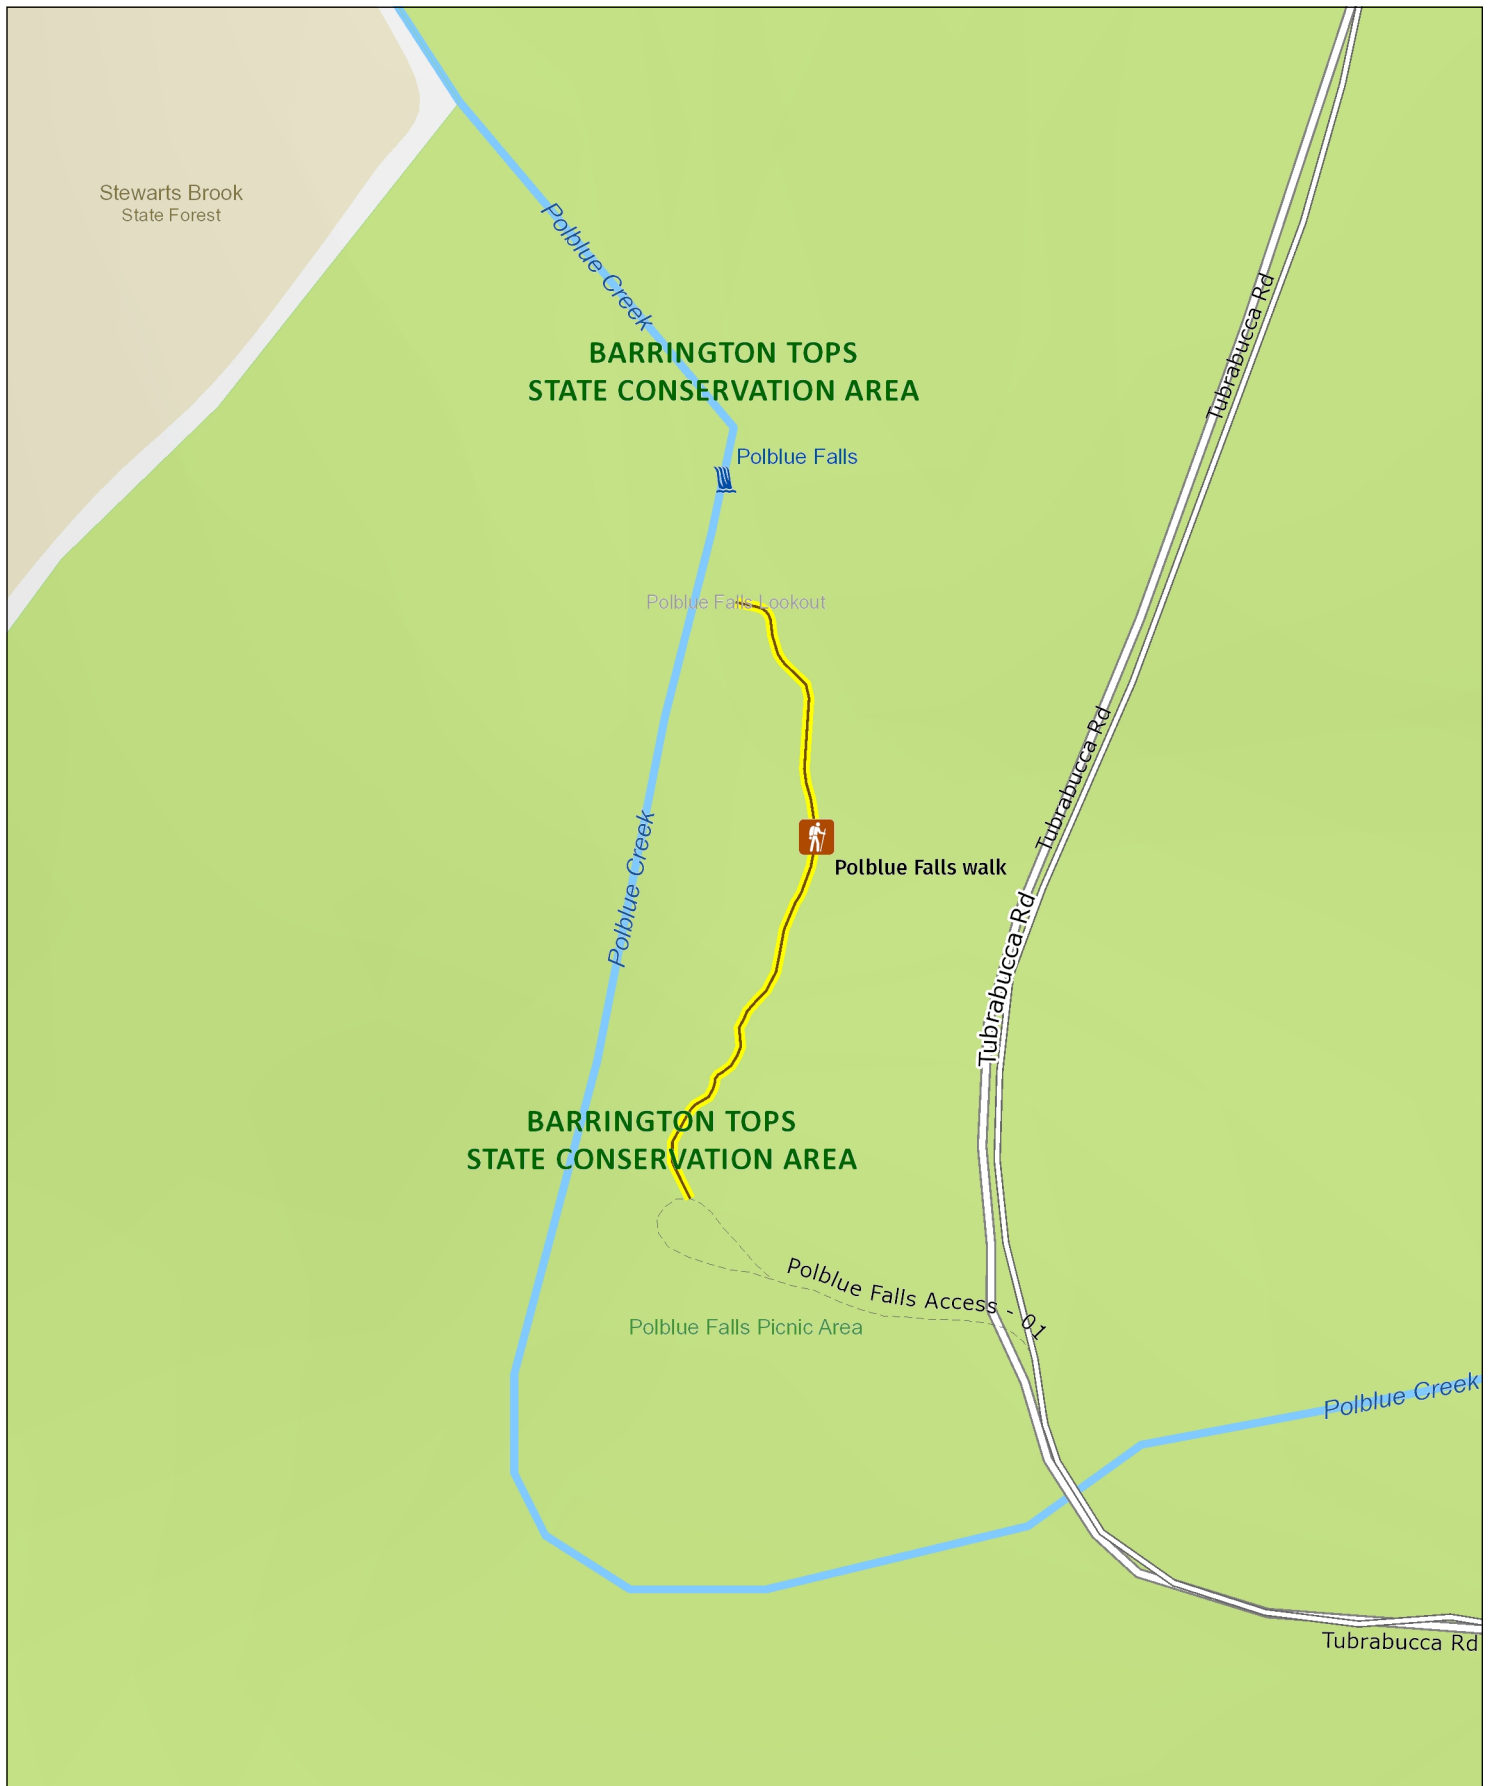 Stewarts Brook
State Forest
Polblue Creek
Tubrabucca Rd
BARRINGTON TOPS
STATE CONSERVATION AREA
Polblue Falls
Polblue Falls Lookout
Tubrabucca Rd
Polblue Creek
Polblue Falls walk
Tubrabucca Rd
BARRINGTON TOPS
STATE CONSERVATION AREA
Polblue Falls Access - 01
Polblue Falls Picnic Area
Polblue Creek
Tubrabucca Rd